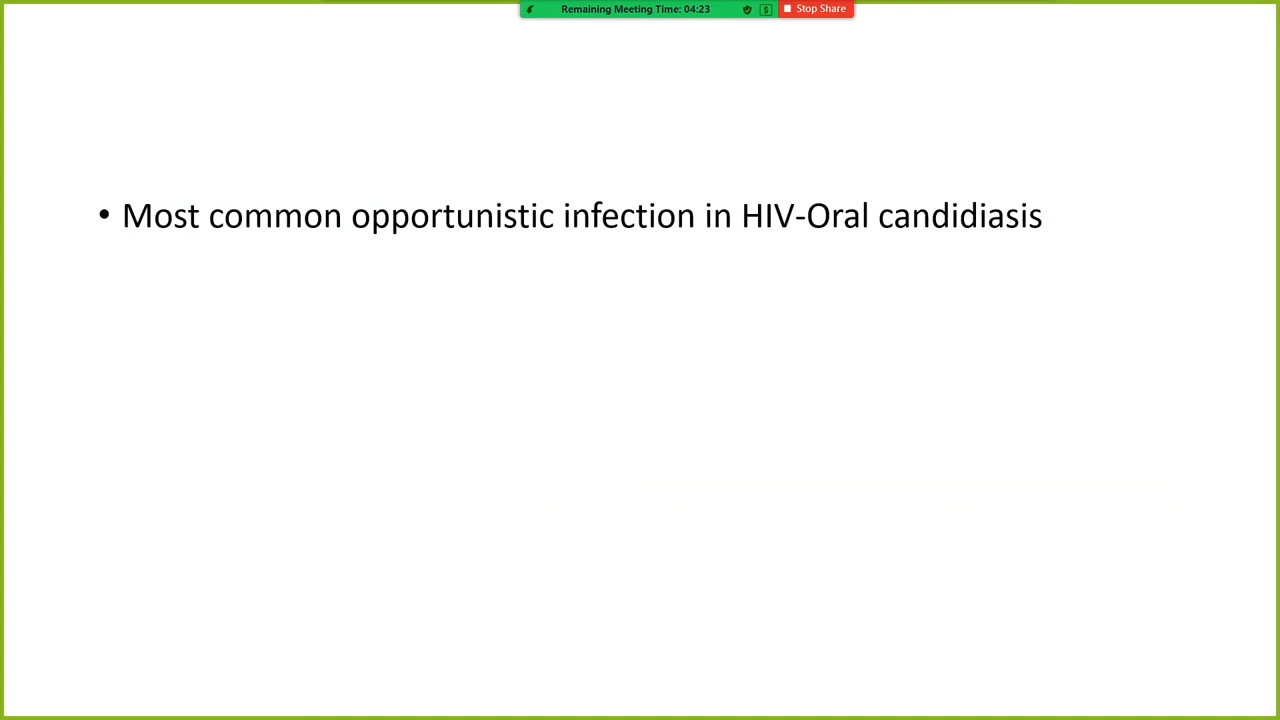 Remaining Meeting Time: 04:23
Stop Share
• Most common opportunistic infection in HIV-Oral candidiasis